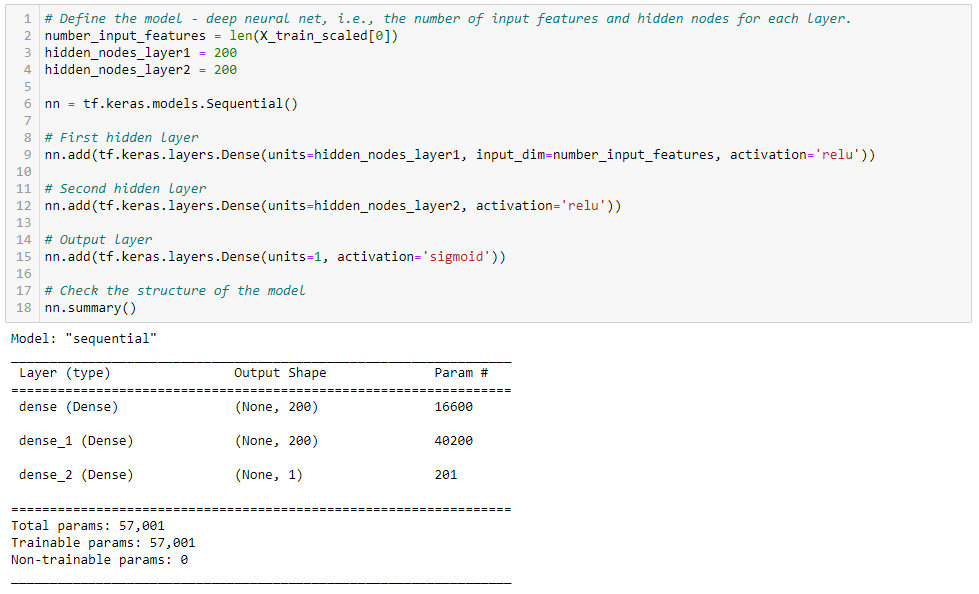 1 # Define the model - deep neural net, i.e., the number of input features and hidden nodes for each layer.
2 number_input_features = len(X_train_scaled[0])
3 hidden_nodes_layer1 = 200
4 hidden_nodes_layer2 = 200
5
6 nn = tf.keras.models.Sequential()
7
8 # First hidden layer
9 nn.add(tf.keras.layers.Dense(units=hidden_nodes_layer1, input_dim=number_input_features, activation='relu'))
10
11 # Second hidden layer
12 nn.add(tf.keras.layers.Dense(units=hidden_nodes_layer2, activation='relu'))
13
14 # Output layer
15 nn.add(tf.keras.layers.Dense(units=1, activation='sigmoid'))
16
17 # Check the structure of the model
18 nn.summary()
Model: "sequential"
_________________________________________________________________
Layer (type) Output Shape Param #
=================================================================
dense (Dense) (None, 200) 16600
dense_1 (Dense) (None, 200) 40200
dense_2 (Dense) (None, 1) 201
=================================================================
Total params: 57,001
Trainable params: 57,001
Non-trainable params: 0
_________________________________________________________________